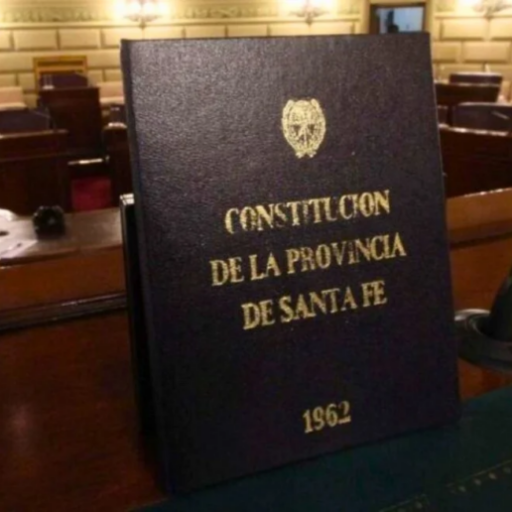 CONSTITUCION
DE LA PROVINCIA
DE SANTA FE
1962